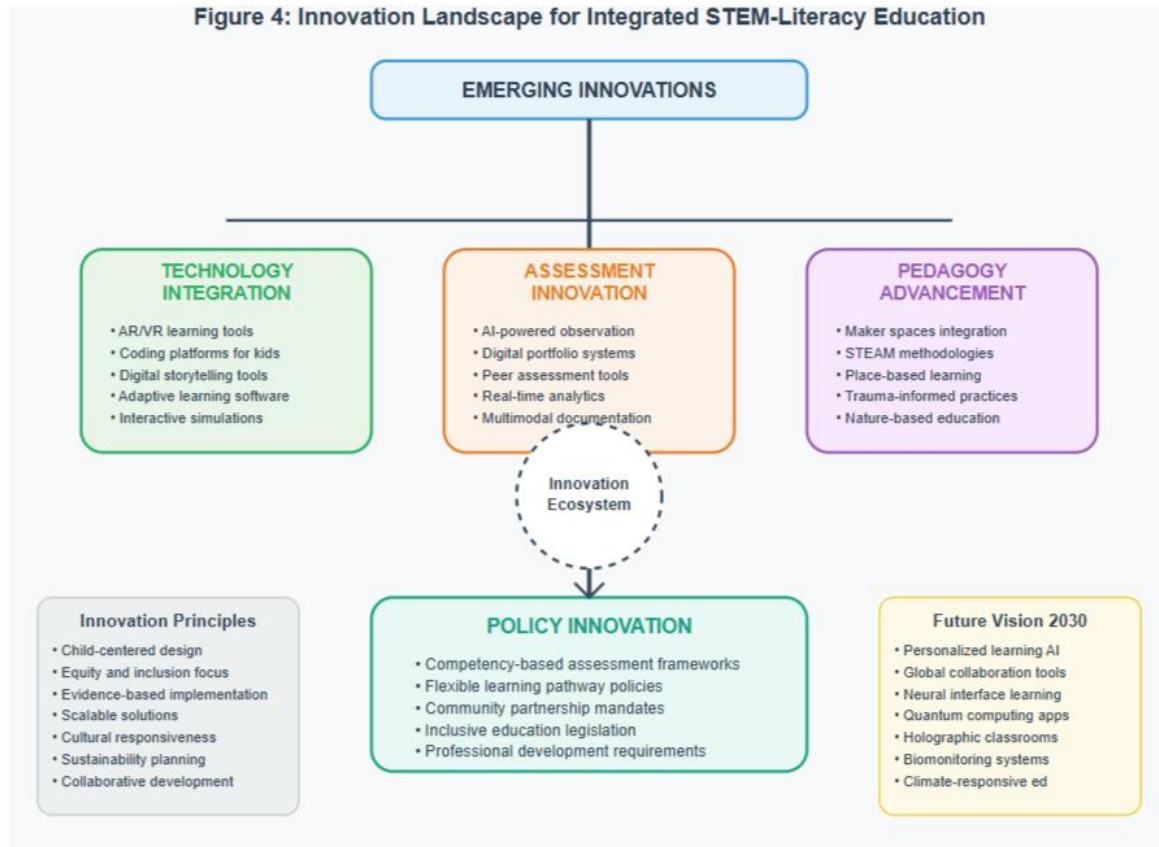 Figure 4: Innovation Landscape for Integrated STEM-Literacy Education
EMERGING INNOVATIONS
TECHNOLOGY
INTEGRATION
• AR/VR learning tools
• Coding platforms for kids
• Digital storytelling tools
• Adaptive learning software
• Interactive simulations
ASSESSMENT
INNOVATION
• AI-powered observation
• Digital portfolio systems
• Peer assessment tools
• Real-time analytics
• Multimodal documentation
PEDAGOGY
ADVANCEMENT
• Maker spaces integration
• STEAM methodologies
• Place-based learning
• Trauma-informed practices
• Nature-based education
Innovation
Ecosystem
Innovation Principles
• Child-centered design
• Equity and inclusion focus
• Evidence-based implementation
• Scalable solutions
• Cultural responsiveness
• Sustainability planning
• Collaborative development
POLICY INNOVATION
• Competency-based assessment frameworks
• Flexible learning pathway policies
• Community partnership mandates
• Inclusive education legislation
• Professional development requirements
Future Vision 2030
• Personalized learning AI
• Global collaboration tools
• Neural interface learning
• Quantum computing apps
• Holographic classrooms
• Biomonitoring systems
• Climate-responsive ed